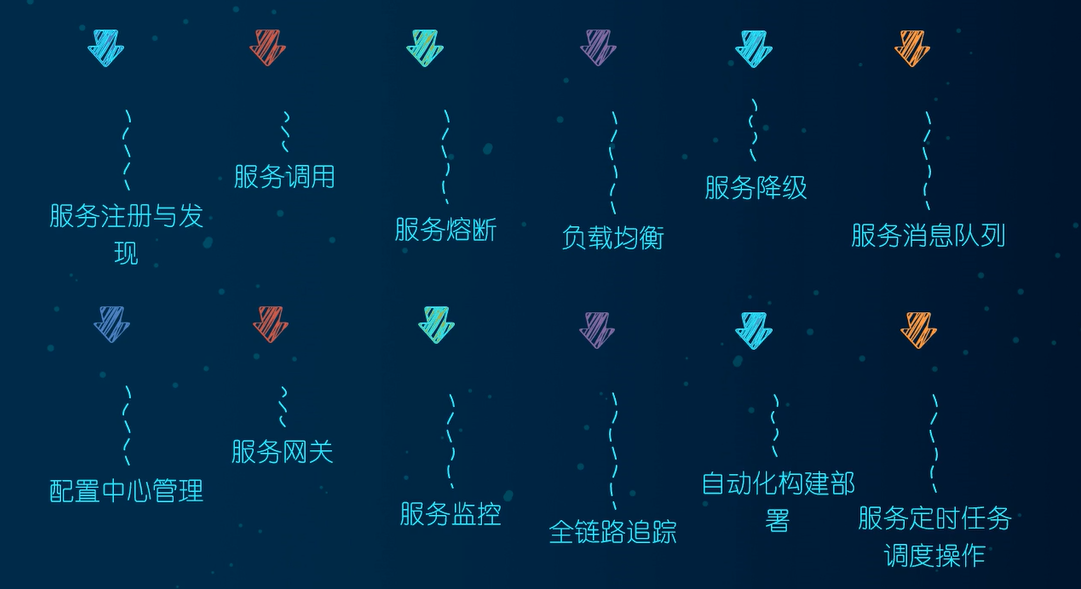 服务注册与发
现
服务调用
服务熔断
负载均衡
服务降级
服务消息队列
配置中心管理
服务网关
服务监控
全链路追踪
自动化构建部
署
服务定时任务
调度操作